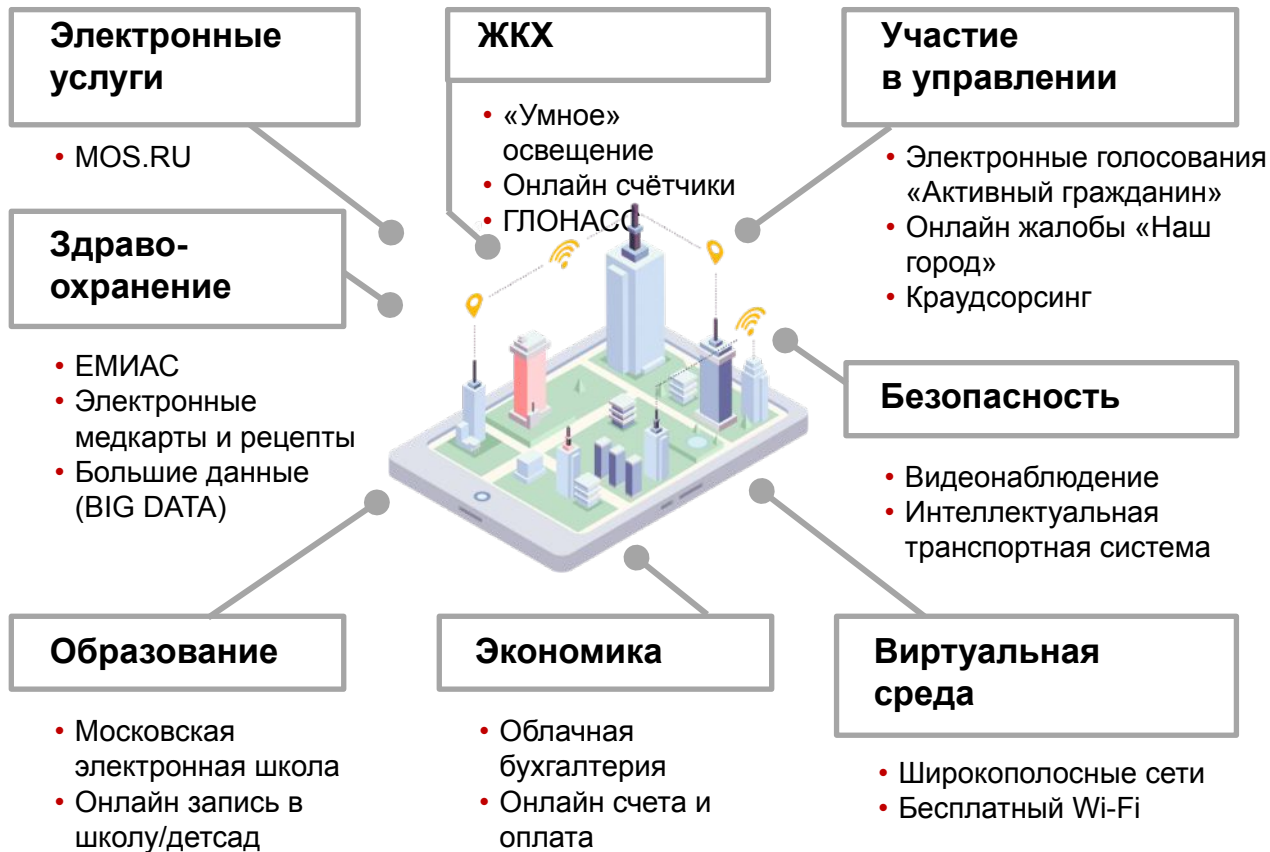 Электронные
услуги
• MOS.RU
ЖКХ
• «Умное»
освещение
• Онлайн счётчики
• ГЛОНАСС
Участие
в управлении
• Электронные голосования
«Активный гражданин»
• Онлайн жалобы «Наш
город»
• Краудсорсинг
Здраво-
охранение
• ЕМИАС
• Электронные
медкарты и рецепты
• Большие данные
(BIG DATA)
Безопасность
• Видеонаблюдение
• Интеллектуальная
транспортная система
Образование
• Московская
электронная школа
• Онлайн запись в
школу/детсад
Экономика
• Облачная
бухгалтерия
• Онлайн счета и
оплата
Виртуальная
среда
• Широкополосные сети
• Бесплатный Wi-Fi